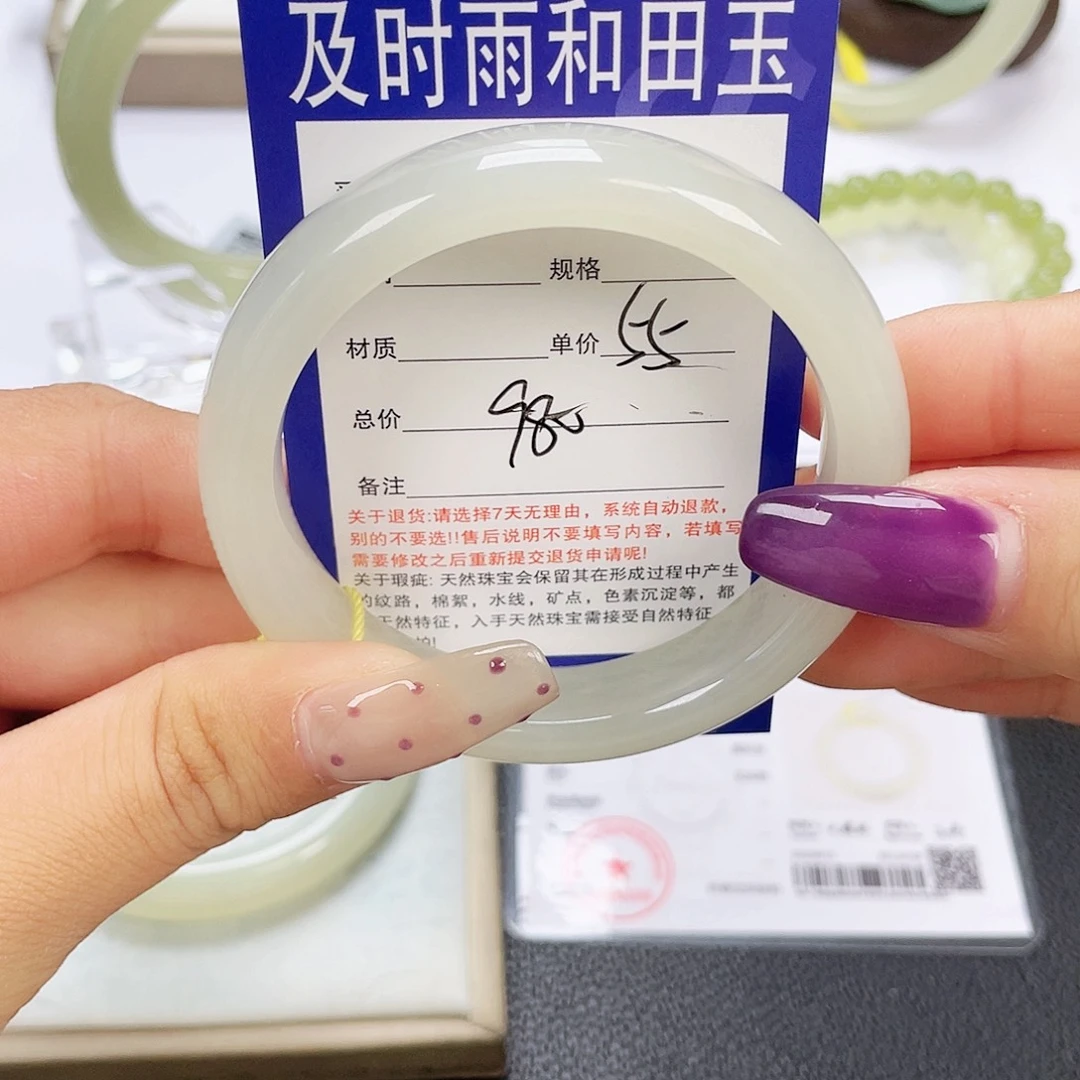 及时雨和田玉
规格
材质 单价 55
总价 980
备注
关于退货:请选择7天无理由，系统自动退款，
别的不要选!!售后说明不要填写内容，若填写
需要修改之后重新提交退货申请呢!
关于瑕疵: 天然珠宝会保留其在形成过程中产生
的纹路，棉絮，水线，矿点，色素沉淀等，都
天然特征，入手天然珠宝需接受自然特征